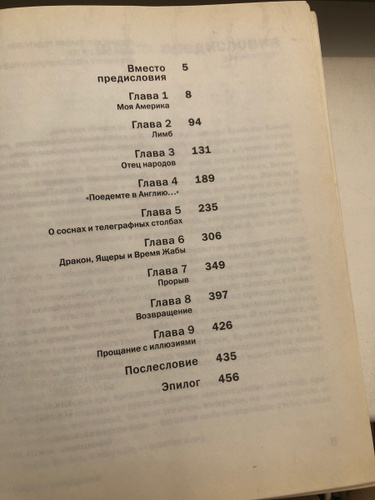 Вместо 5
предисловия
Глава 1 8
Моя Америка
Глава 2 94
Лимб
Глава 3 131
Отец народов
Глава 4 189
«Поедемте в Англию...»
Глава 5 235
О соснах и телеграфных столбах
Глава 6 306
Дракон, Ящеры и Время Жабы
Глава 7 349
Прорыв
Глава 8 397
Возвращение
Глава 9 426
Прощание с иллюзиями
Послесловие 435
Эпилог 456